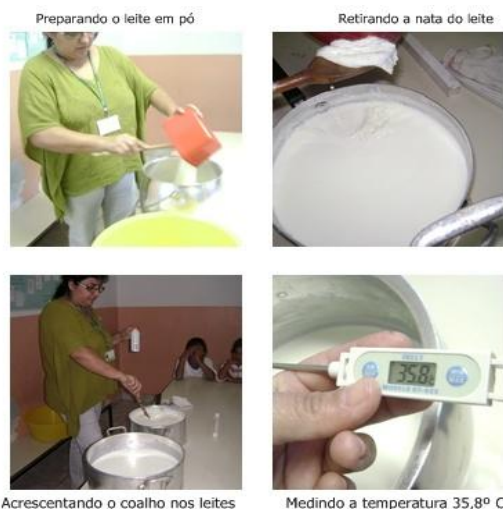 Preparando o leite em pó
Retirando a nata do leite
35.8
Acrescentando o coalho nos leites
Medindo a temperatura 35,8º C